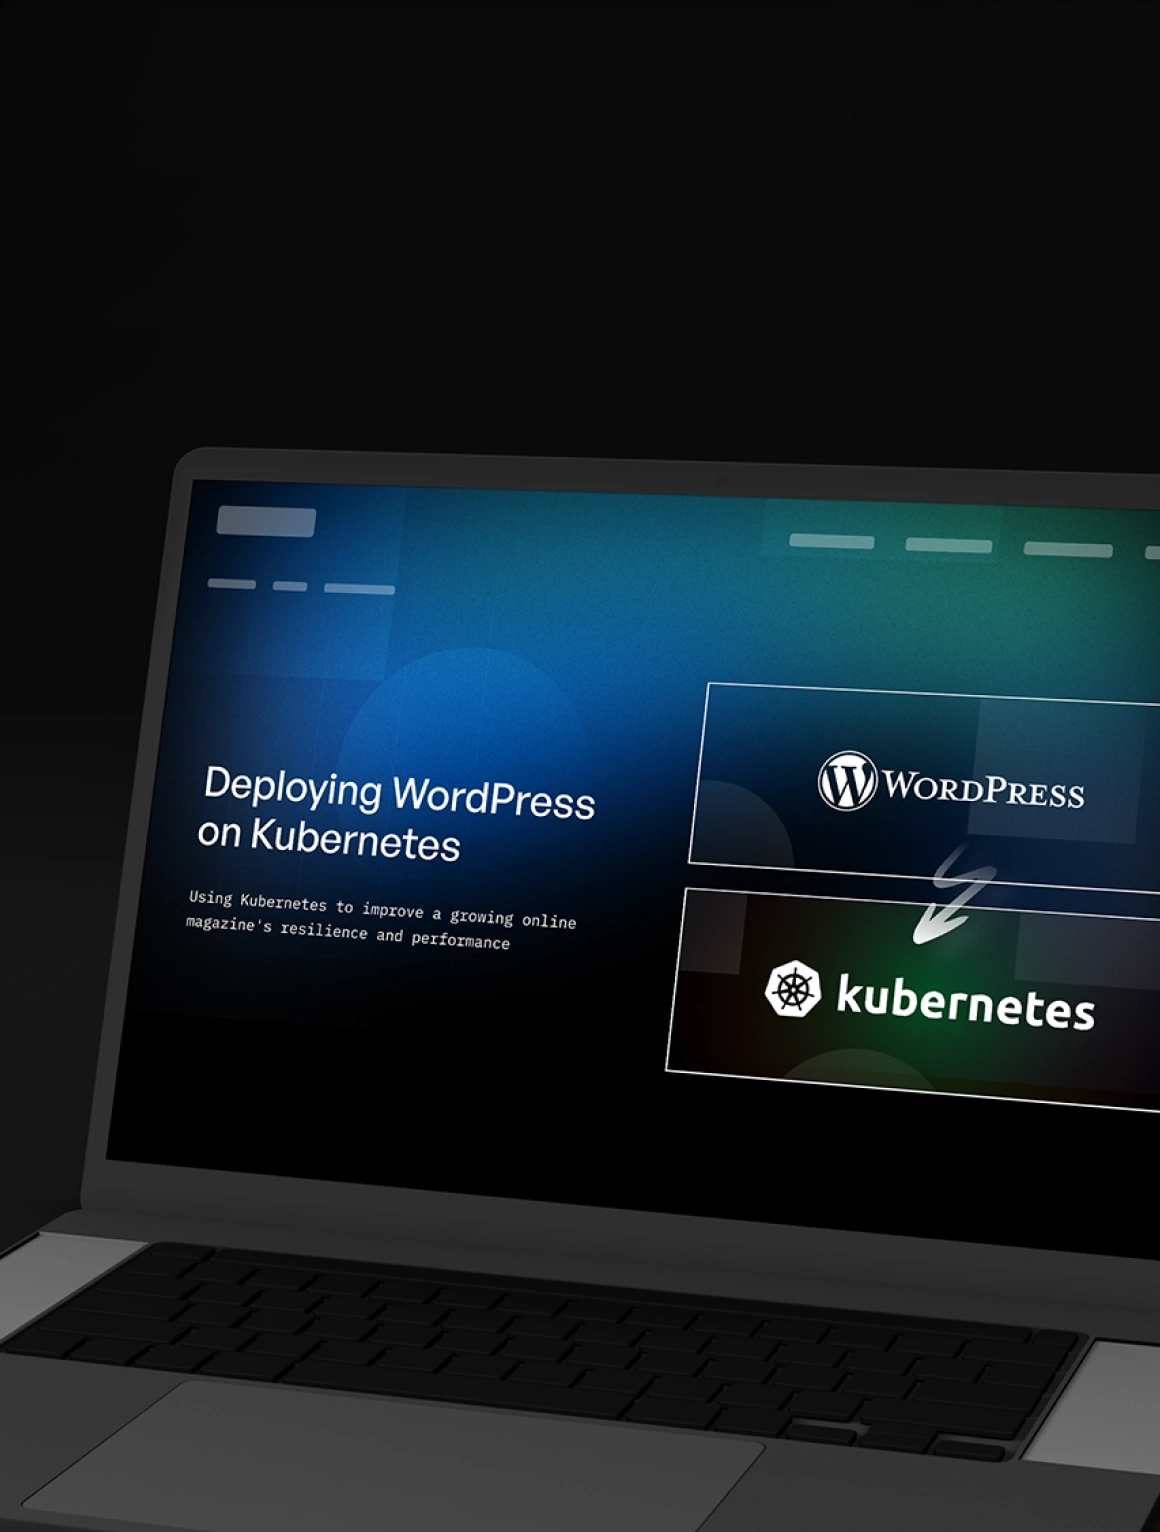 Deploying WordPress
on Kubernetes
Using Kubernetes to improve a growing online
magazine's resilience and performance
WORDPRESS
kubernetes